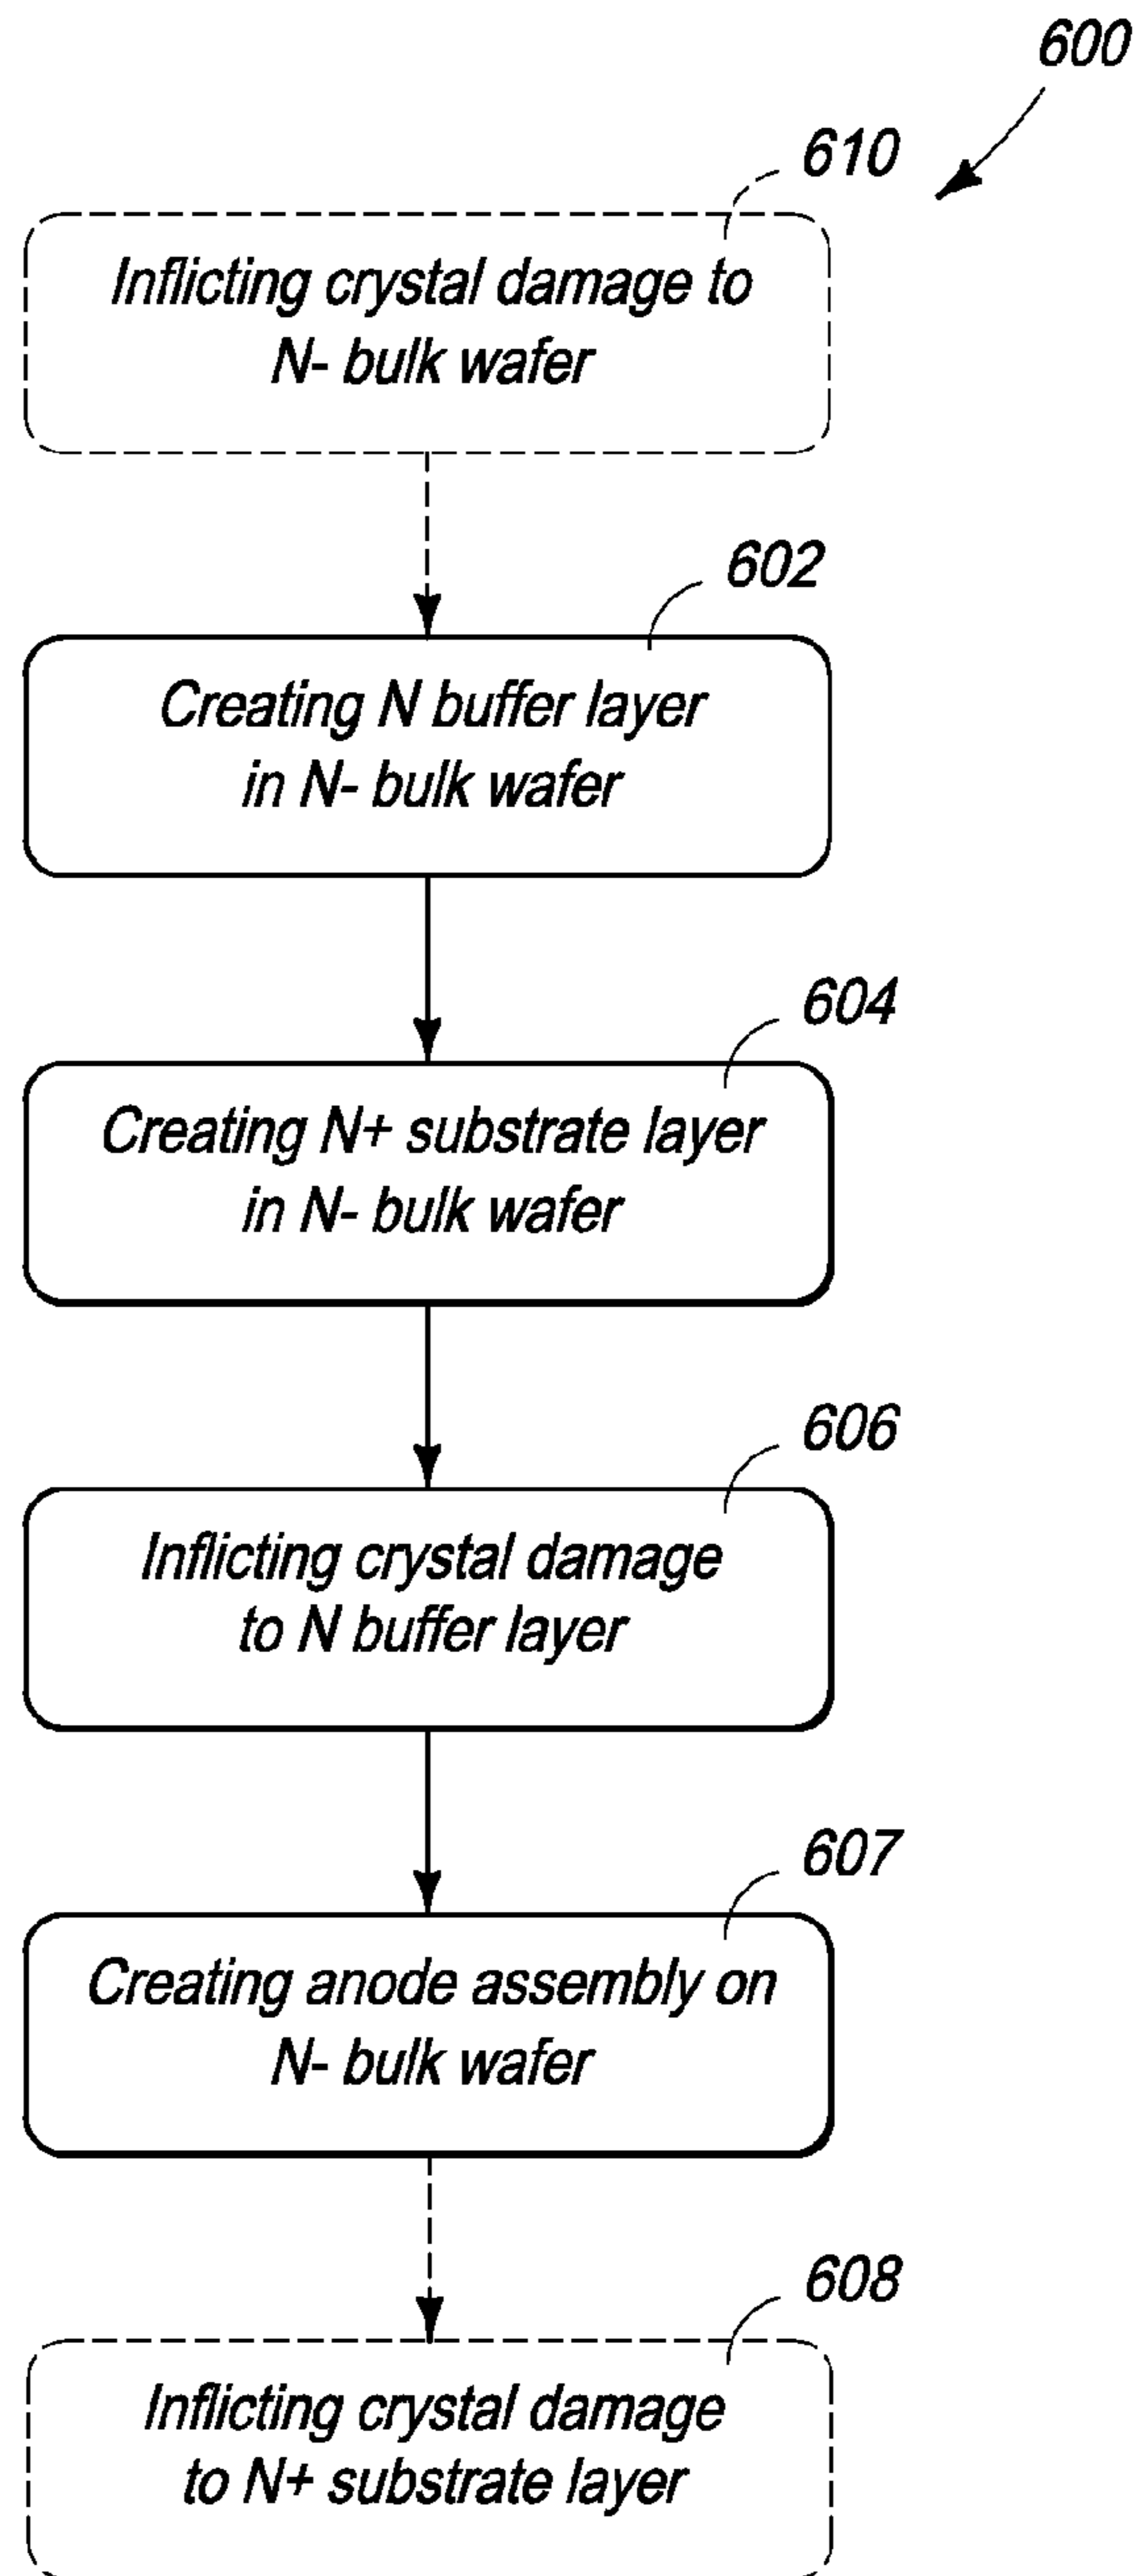 600
610
Inflicting crystal damage to
N- bulk wafer
602
Creating N buffer layer
in N- bulk wafer
604
Creating N+ substrate layer
in N- bulk wafer
606
Inflicting crystal damage
to N buffer layer
607
Creating anode assembly on
N- bulk wafer
608
Inflicting crystal damage
to N+ substrate layer